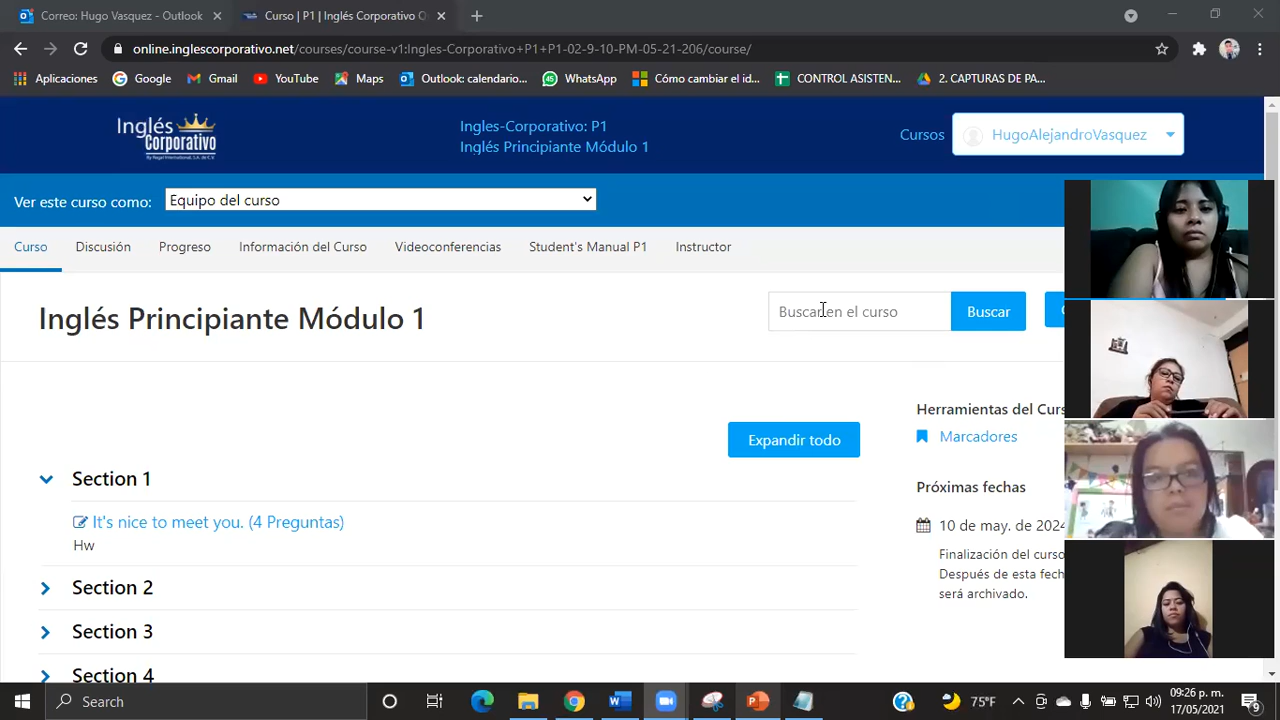 Correo: Hugo Vasquez - Outlook
Curso | P1 | Inglés Corporativo O
online.inglescorporativo.net/courses/course-v1:Ingles-Corporativo+P1+P1-02-9-10-PM-05-21-206/course/
Aplicaciones Google Gmail YouTube Maps Outlook: calendario... WhatsApp Cómo cambiar el id... CONTROL ASISTEN... 2. CAPTURAS DE PA...
Inglés Corporativo
By Regal International, S.A. de C.V.
Ingles-Corporativo: P1
Inglés Principiante Módulo 1
Cursos
HugoAlejandroVasquez
Ver este curso como:
Equipo del curso
Curso Discusión Progreso Información del Curso Videoconferencias Student's Manual P1 Instructor
Inglés Principiante Módulo 1
Buscar en el curso
Buscar
Expandir todo
Section 1
It's nice to meet you. (4 Preguntas)
Hw
Section 2
Section 3
Section 4
Herramientas del Cur
Marcadores
Próximas fechas
10 de may. de 2024
Finalización del curso
Después de esta fech
será archivado.
Search
75°F
09:26 p. m.
17/05/2021
9